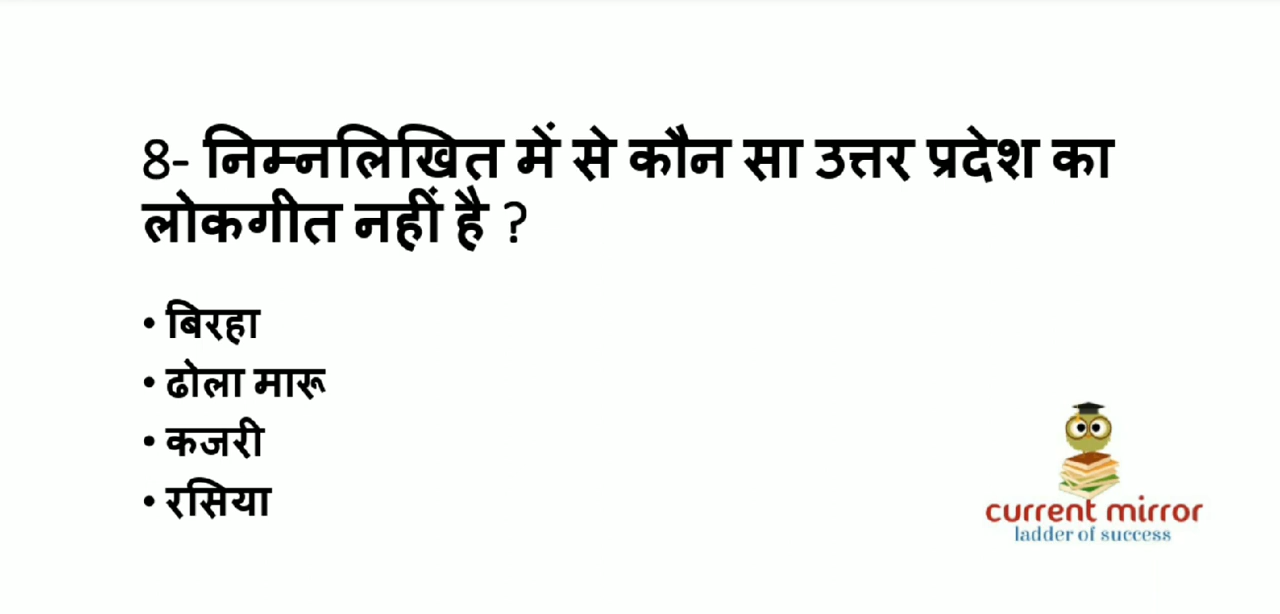 8- निम्नलिखित में से कौन सा उत्तर प्रदेश का
लोकगीत नहीं है ?
• बिरहा
• ढोला मारू
• कजरी
• रसिया
current mirror
ladder of success